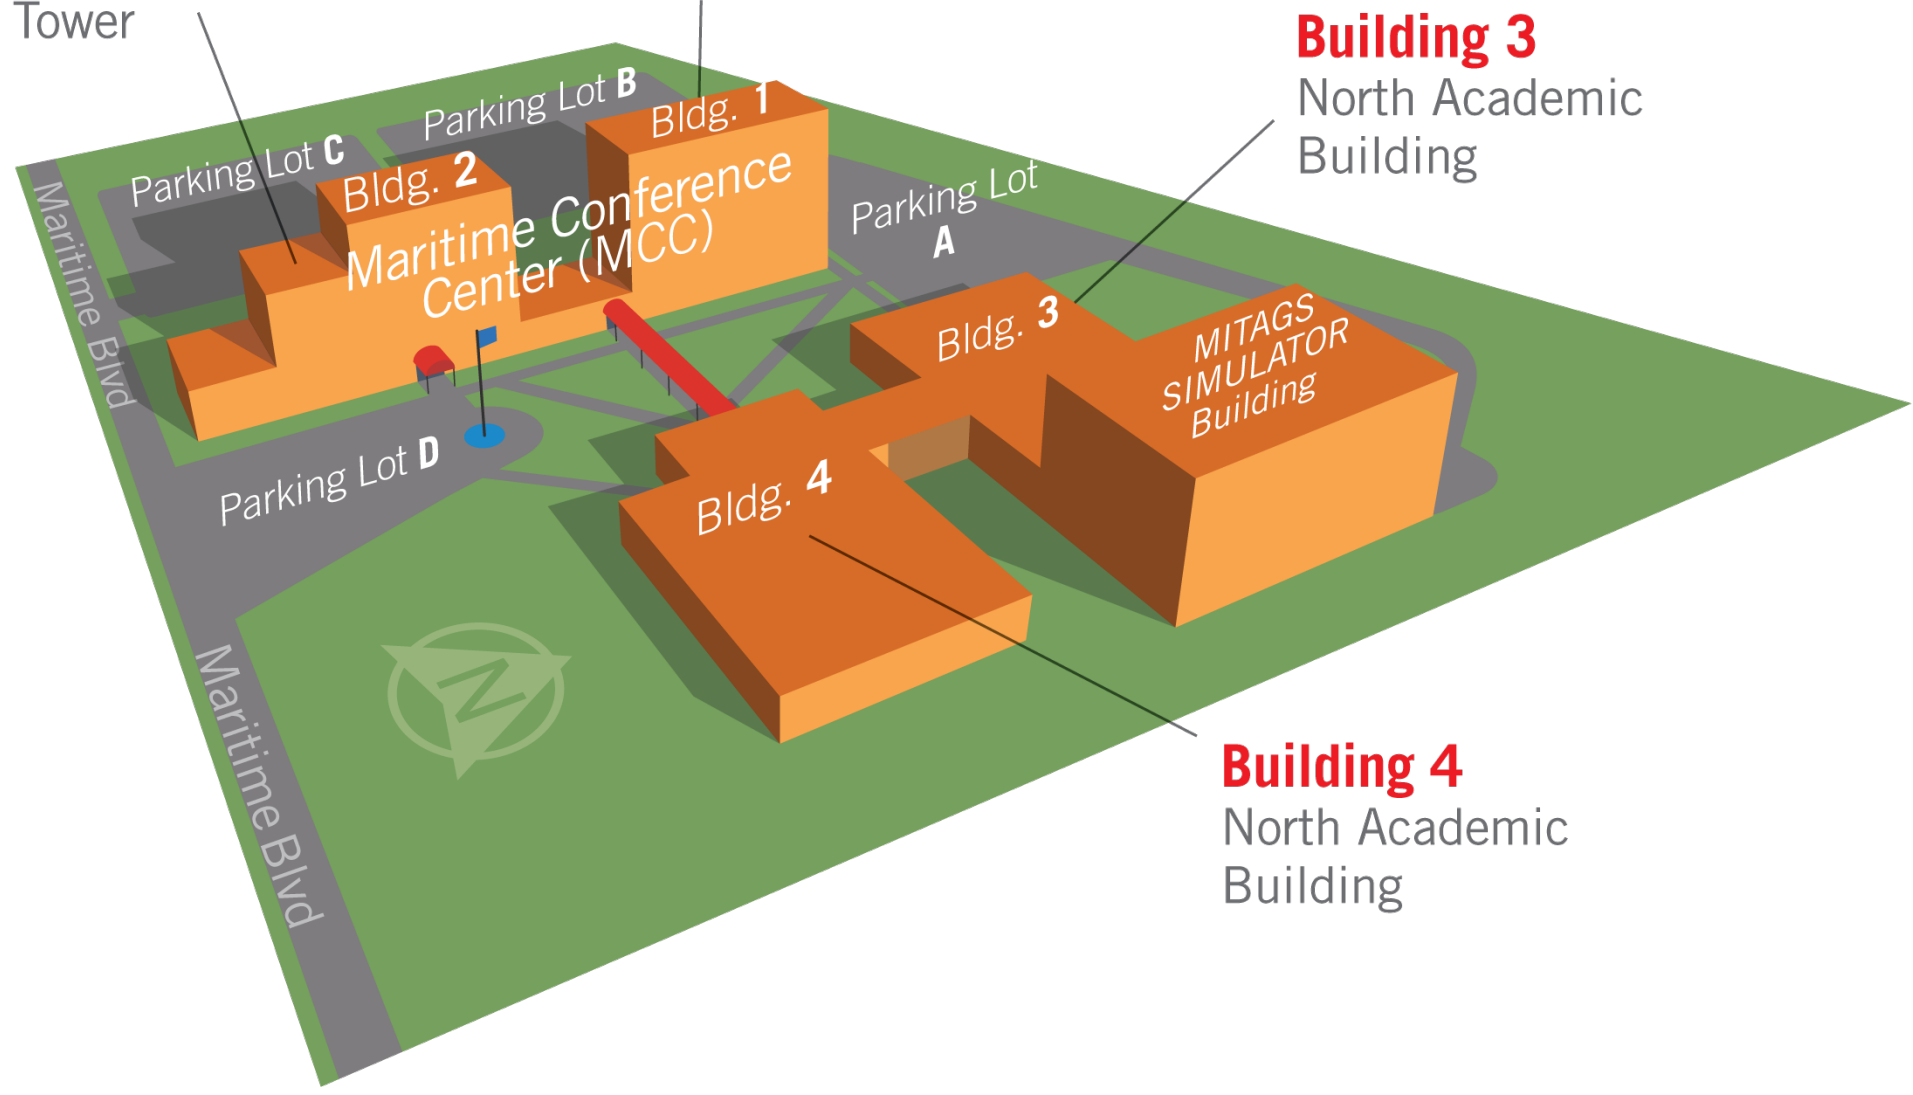 Tower
Building 3
North Academic
Building
Parking Lot B
Bldg. 1
Parking Lot C
Bldg. 2
Maritime Conference
Center (MCC)
Parking Lot
A
Maritime Blvd
Bldg. 3
MITAGS
SIMULATOR
Building
Parking Lot D
Bldg. 4
N
Maritime Blvd
Building 4
North Academic
Building